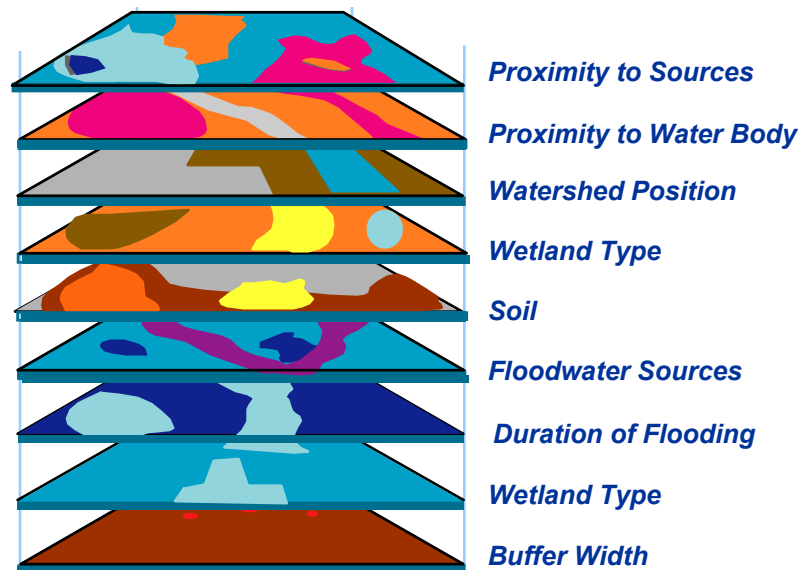 Proximity to Sources
Proximity to Water Body
Watershed Position
Wetland Type
Soil
Floodwater Sources
Duration of Flooding
Wetland Type
Buffer Width